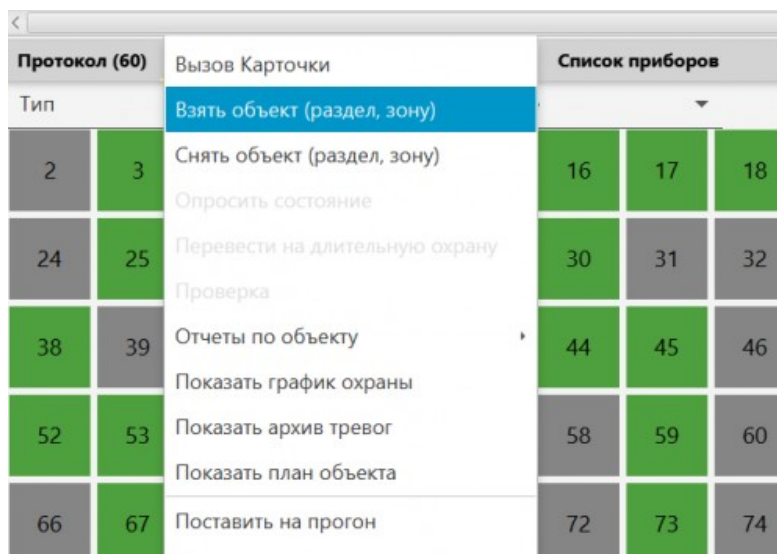 Протокол (60)
Список приборов
Тип
Вызов Карточки
Взять объект (раздел, зону)
Снять объект (раздел, зону)
Опросить состояние
Перевести на длительную охрану
Проверка
Отчеты по объекту
Показать график охраны
Показать архив тревог
Показать план объекта
Поставить на прогон
2 3 16 17 18
24 25 30 31 32
38 39 44 45 46
52 53 58 59 60
66 67 72 73 74